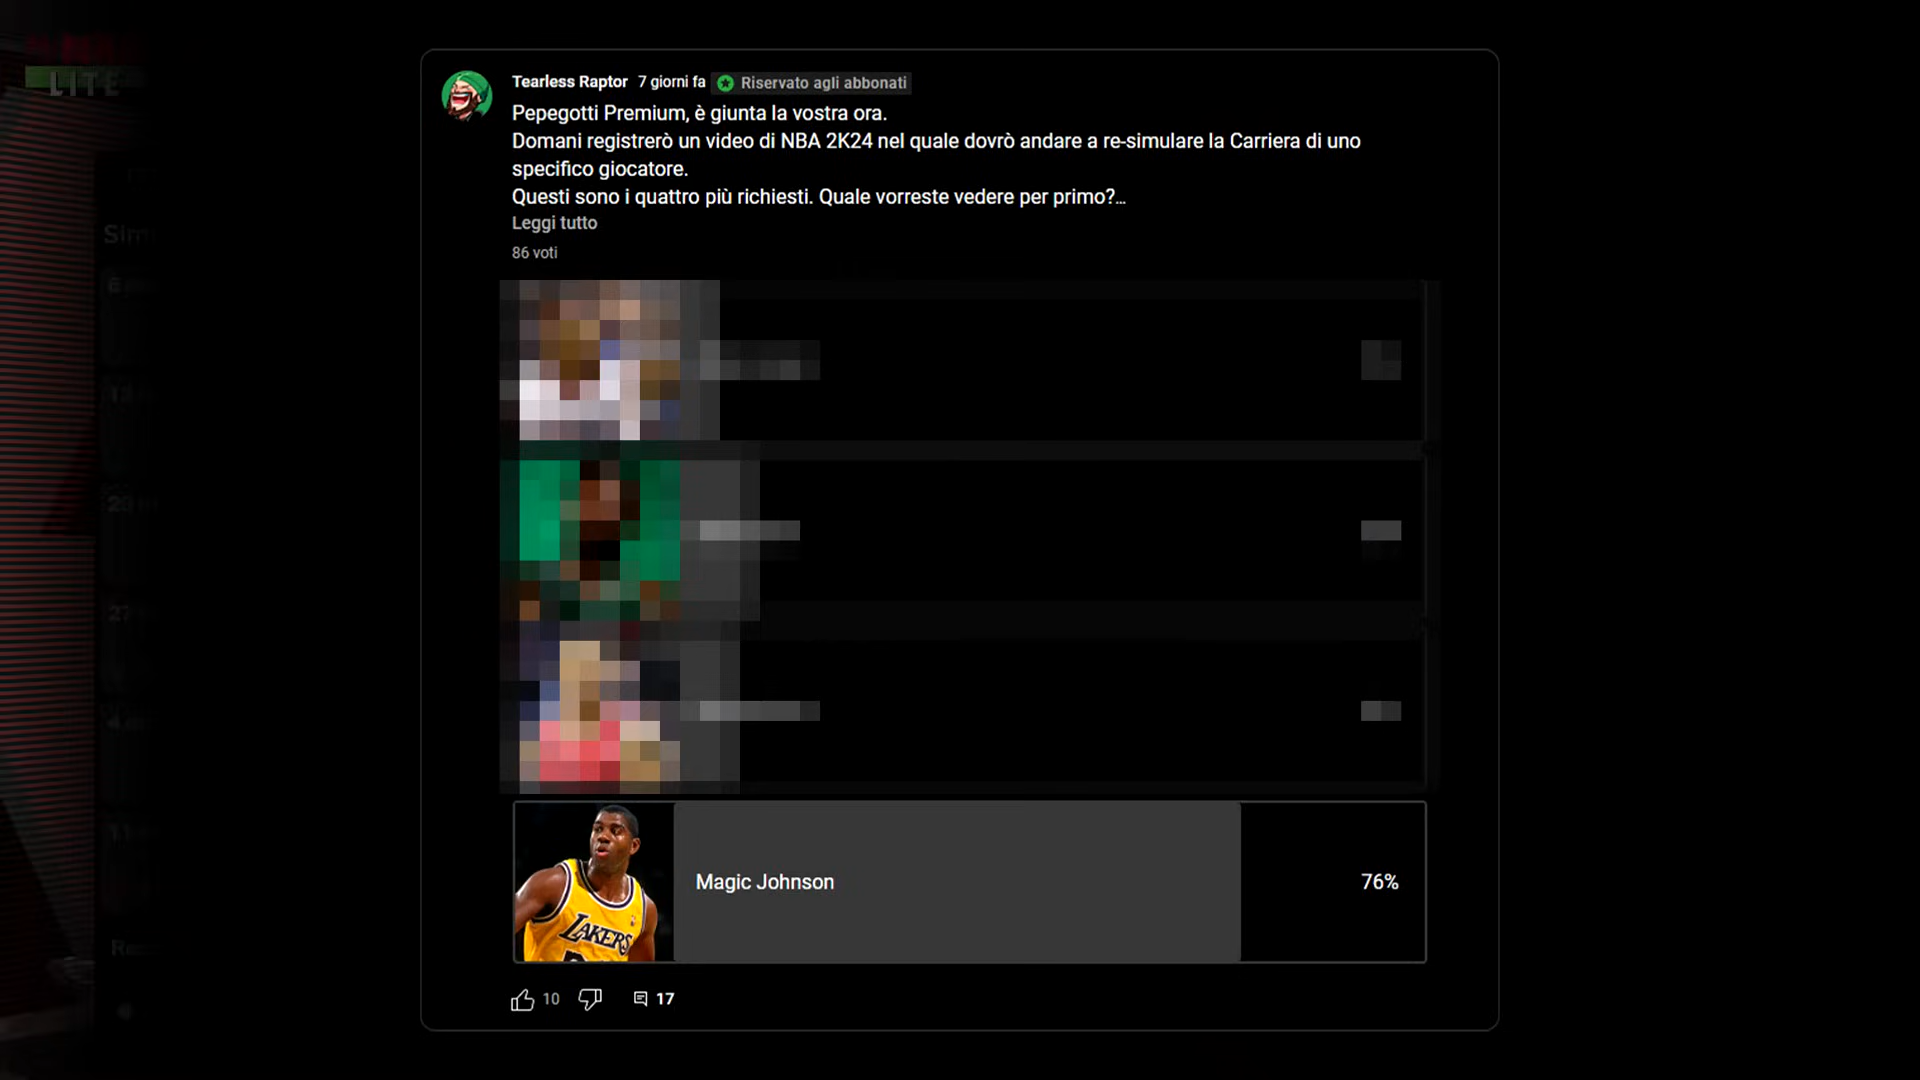 LITE
Tearless Raptor 7 giorni fa Riservato agli abbonati
Pepegotti Premium, è giunta la vostra ora.
Domani registrerò un video di NBA 2K24 nel quale dovrò andare a re-simulare la Carriera di uno
specifico giocatore.
Questi sono i quattro più richiesti. Quale vorreste vedere per primo?...
Leggi tutto
86 voti
LAKERS
Magic Johnson
76%
10
17